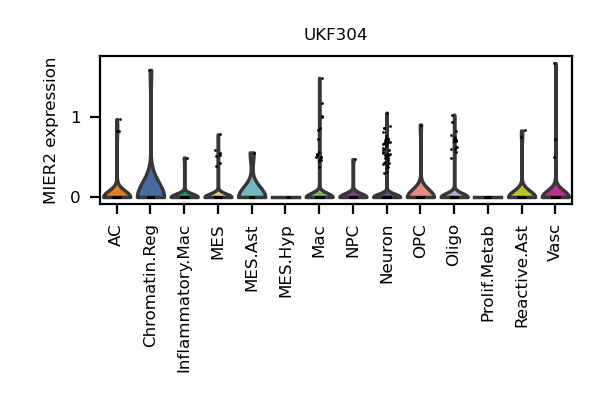 UKF304
MIER2 expression
1
0
AC
Chromatin.Reg
Inflammatory.Mac
MES
MES.Ast
MES.Hyp
Mac
NPC
Neuron
OPC
Oligo
Prolif.Metab
Reactive.Ast
Vasc